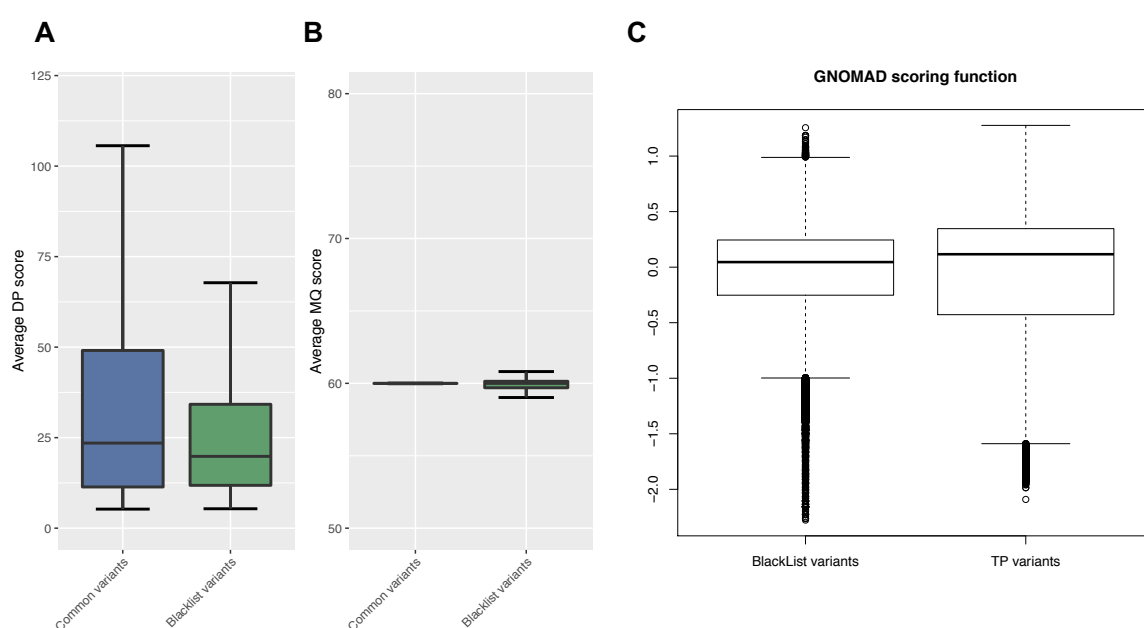 A
B
C
125
100
75
50
25
0
Average DP score
Common variants
Blacklist variants
80
70
60
50
Average MQ score
Common variants
Blacklist variants
GNOMAD scoring function
1.0
0.5
0.0
−0.5
−1.0
−1.5
−2.0
BlackList variants
TP variants